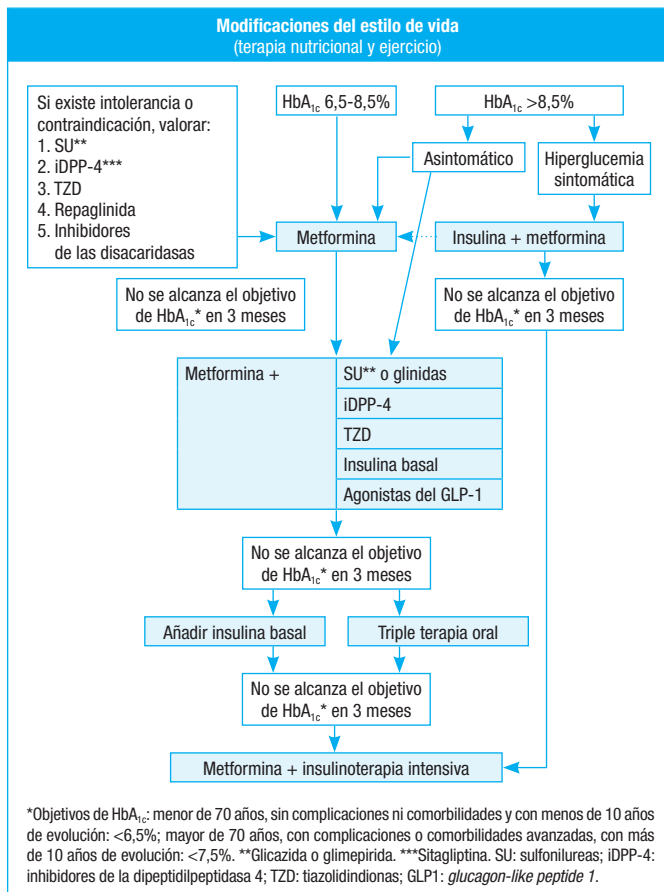 Modificaciones del estilo de vida
(terapia nutricional y ejercicio)
Si existe intolerancia o
contraindicación, valorar:
1. SU**
2. iDPP-4***
3. TZD
4. Repaglinida
5. Inhibidores
de las disacaridasas
HbA1c 6,5-8,5%
HbA1c >8,5%
Asintomático
Hiperglucemia
sintomática
Metformina
Insulina + metformina
No se alcanza el objetivo
de HbA1c* en 3 meses
No se alcanza el objetivo
de HbA1c* en 3 meses
Metformina +
SU** o glinidas
iDPP-4
TZD
Insulina basal
Agonistas del GLP-1
No se alcanza el objetivo
de HbA1c* en 3 meses
Añadir insulina basal
Triple terapia oral
No se alcanza el objetivo
de HbA1c* en 3 meses
Metformina + insulinoterapia intensiva
*Objetivos de HbA1c: menor de 70 años, sin complicaciones ni comorbilidades y con menos de 10 años
de evolución: <6,5%; mayor de 70 años, con complicaciones o comorbilidades avanzadas, con más
de 10 años de evolución: <7,5%. **Glicazida o glimepirida. ***Sitagliptina. SU: sulfonilureas; iDPP-4:
inhibidores de la dipeptidilpeptidasa 4; TZD: tiazolidindionas; GLP1: glucagon-like peptide 1.